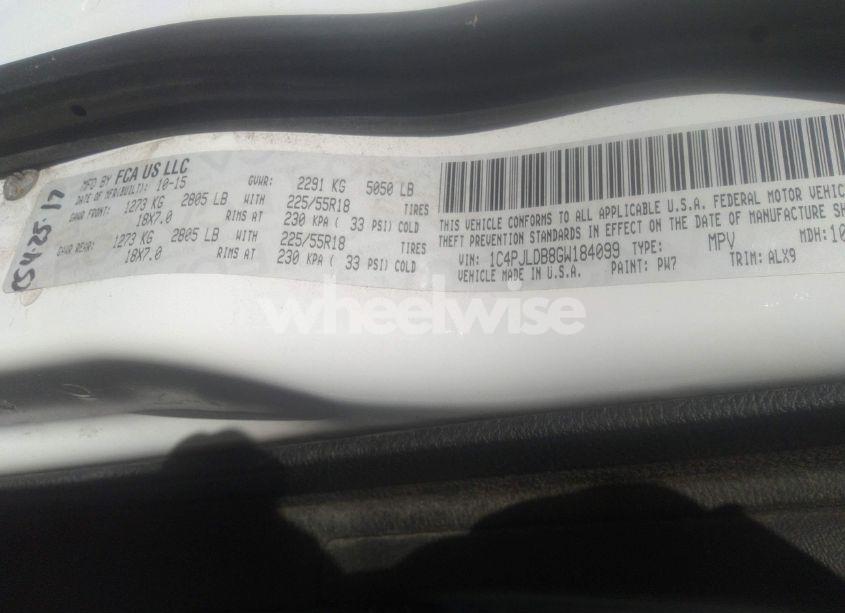 MFD BY FCA US LLC
DATE OF MFR(BUILT): 10-15 GVWR: 2291 KG 5050 LB
GAWR FRONT: 1273 KG 2805 LB WITH 225/55R18 TIRES
18X7.0 RIMS AT 230 KPA ( 33 PSI) COLD
GAWR REAR: 1273 KG 2805 LB WITH 225/55R18 TIRES
18X7.0 RIMS AT 230 KPA ( 33 PSI) COLD
THIS VEHICLE CONFORMS TO ALL APPLICABLE U.S.A. FEDERAL MOTOR VEHIC
THEFT PREVENTION STANDARDS IN EFFECT ON THE DATE OF MANUFACTURE SH
VIN: 1C4PJLDB8GW184099 TYPE: MPV MDH:10
VEHICLE MADE IN U.S.A. PAINT: PW7 TRIM: ALX9
wheelwise